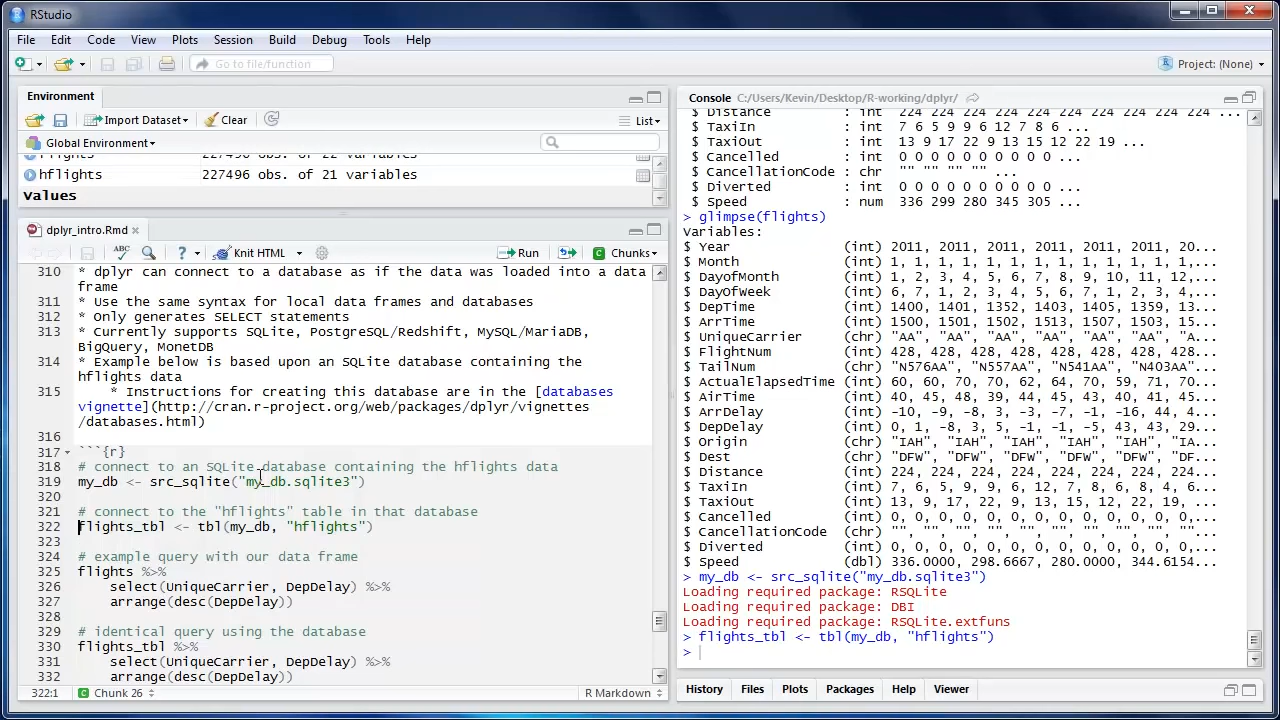 RStudio
File Edit Code View Plots Session Build Debug Tools Help
Go to file/function
Project: (None)
Environment
Import Dataset
Clear
List
Global Environment
flights 227496 obs. of 22 variables
hflights 227496 obs. of 21 variables
Values
dplyr_intro.Rmd
ABC
? Knit HTML
Run
Chunks
310 * dplyr can connect to a database as if the data was loaded into a data
frame
311 * Use the same syntax for local data frames and databases
312 * Only generates SELECT statements
313 * Currently supports SQLite, PostgreSQL/Redshift, MySQL/MariaDB,
BigQuery, MonetDB
314 * Example below is based upon an SQLite database containing the
hflights data
315 * Instructions for creating this database are in the [databases
vignette](http://cran.r-project.org/web/packages/dplyr/vignettes
/databases.html)
316
317 ```{r}
318 # connect to an SQLite database containing the hflights data
319 my_db <- src_sqlite("my_db.sqlite3")
320
321 # connect to the "hflights" table in that database
322 flights_tbl <- tbl(my_db, "hflights")
323
324 # example query with our data frame
325 flights %>%
326 select(UniqueCarrier, DepDelay) %>%
327 arrange(desc(DepDelay))
328
329 # identical query using the database
330 flights_tbl %>%
331 select(UniqueCarrier, DepDelay) %>%
332 arrange(desc(DepDelay))
322:1 Chunk 26 R Markdown
Console C:/Users/Kevin/Desktop/R-working/dplyr/
$ Distance : int 224 224 224 224 224 224 224 224 224 224 ...
$ TaxiIn : int 7 6 5 9 9 6 12 7 8 6 ...
$ TaxiOut : int 13 9 17 22 9 13 15 12 22 19 ...
$ Cancelled : int 0 0 0 0 0 0 0 0 0 0 ...
$ CancellationCode : chr "" "" "" "" ...
$ Diverted : int 0 0 0 0 0 0 0 0 0 0 ...
$ Speed : num 336 299 280 345 305 ...
> glimpse(flights)
Variables:
$ Year (int) 2011, 2011, 2011, 2011, 2011, 2011, 20...
$ Month (int) 1, 1, 1, 1, 1, 1, 1, 1, 1, 1, 1, 1, 1,...
$ DayofMonth (int) 1, 2, 3, 4, 5, 6, 7, 8, 9, 10, 11, 12,...
$ DayOfWeek (int) 6, 7, 1, 2, 3, 4, 5, 6, 7, 1, 2, 3, 4,...
$ DepTime (int) 1400, 1401, 1352, 1403, 1405, 1359, 13...
$ ArrTime (int) 1500, 1501, 1502, 1513, 1507, 1503, 15...
$ UniqueCarrier (chr) "AA", "AA", "AA", "AA", "AA", "AA", "A...
$ FlightNum (int) 428, 428, 428, 428, 428, 428, 428, 428...
$ TailNum (chr) "N576AA", "N557AA", "N541AA", "N403AA"...
$ ActualElapsedTime (int) 60, 60, 70, 70, 62, 64, 70, 59, 71, 70...
$ AirTime (int) 40, 45, 48, 39, 44, 45, 43, 40, 41, 45...
$ ArrDelay (int) -10, -9, -8, 3, -3, -7, -1, -16, 44, 4...
$ DepDelay (int) 0, 1, -8, 3, 5, -1, -1, -5, 43, 43, 29...
$ Origin (chr) "IAH", "IAH", "IAH", "IAH", "IAH", "IA...
$ Dest (chr) "DFW", "DFW", "DFW", "DFW", "DFW", "DF...
$ Distance (int) 224, 224, 224, 224, 224, 224, 224, 224...
$ TaxiIn (int) 7, 6, 5, 9, 9, 6, 12, 7, 8, 6, 8, 4, 6...
$ TaxiOut (int) 13, 9, 17, 22, 9, 13, 15, 12, 22, 19, ...
$ Cancelled (int) 0, 0, 0, 0, 0, 0, 0, 0, 0, 0, 0, 0, 0,...
$ CancellationCode (chr) "", "", "", "", "", "", "", "", "", ""...
$ Diverted (int) 0, 0, 0, 0, 0, 0, 0, 0, 0, 0, 0, 0, 0,...
$ Speed (dbl) 336.0000, 298.6667, 280.0000, 344.6154...
> my_db <- src_sqlite("my_db.sqlite3")
Loading required package: RSQLite
Loading required package: DBI
Loading required package: RSQLite.extfuns
> flights_tbl <- tbl(my_db, "hflights")
>
History Files Plots Packages Help Viewer